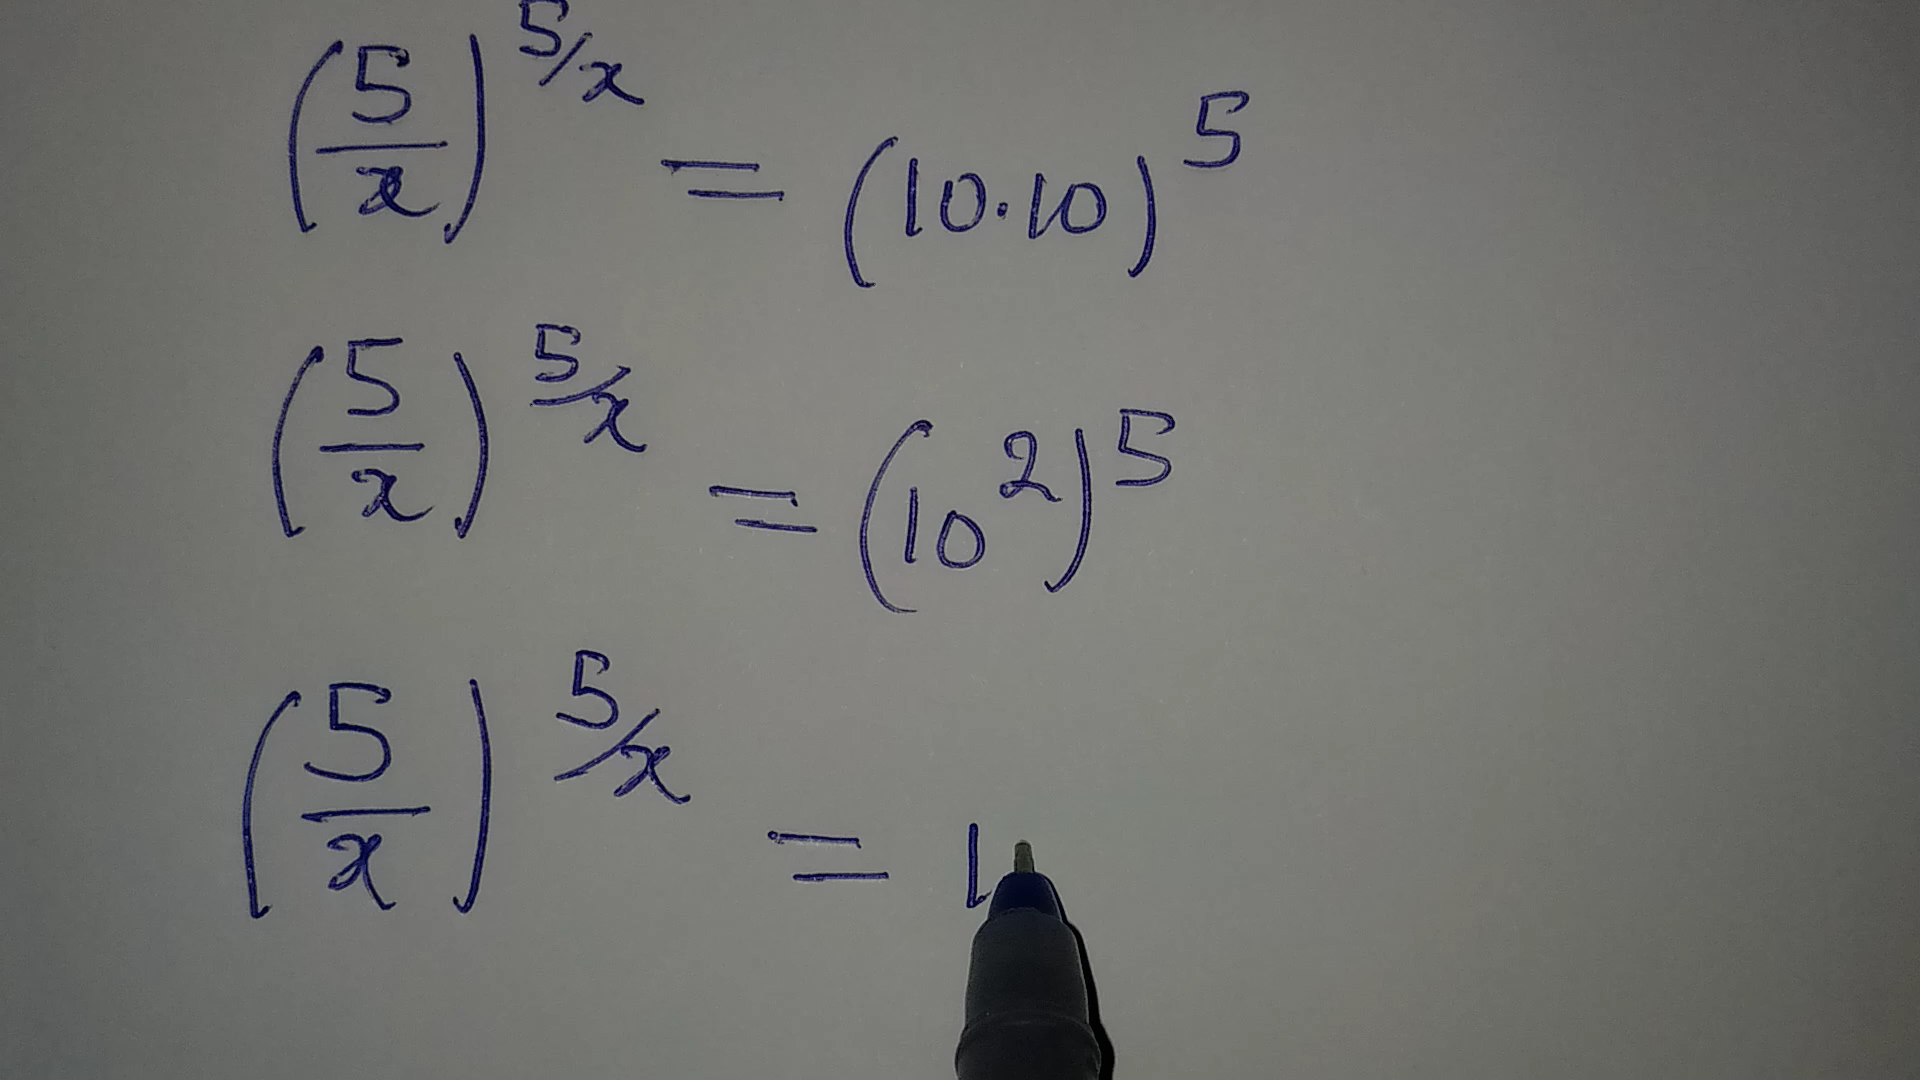 (5/x)^(5/x) = (10·10)^5
(5/x)^(5/x) = (10^2)^5
(5/x)^(5/x) = 1